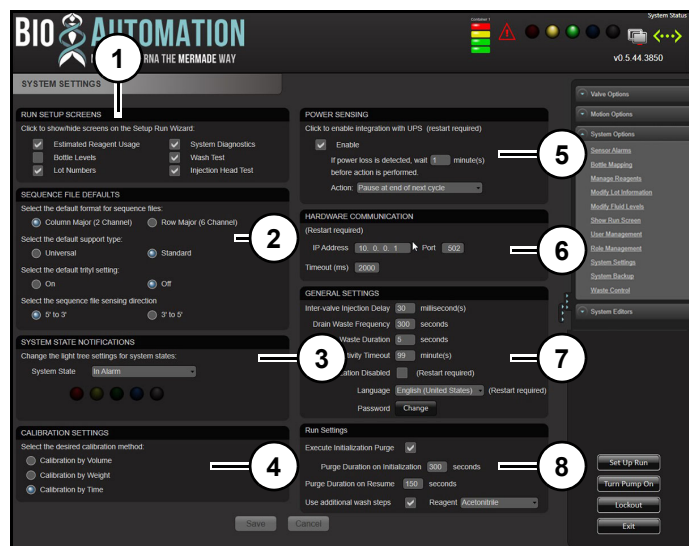 System Status
Container 1
BIO AUTOMATION
RNA THE MERMADE WAY
v0.5.44.3850
SYSTEM SETTINGS
1
RUN SETUP SCREENS
Click to show/hide screens on the Setup Run Wizard:
Estimated Reagent Usage
System Diagnostics
Bottle Levels
Wash Test
Lot Numbers
Injection Head Test
SEQUENCE FILE DEFAULTS
Select the default format for sequence files:
Column Major (2 Channel)
Row Major (6 Channel)
Select the default support type:
Universal
Standard
2
Select the default trityl setting:
On
Off
Select the sequence file sensing direction
5' to 3'
3' to 5'
SYSTEM STATE NOTIFICATIONS
Change the light tree settings for system states:
System State
In Alarm
3
CALIBRATION SETTINGS
Select the desired calibration method:
Calibration by Volume
Calibration by Weight
Calibration by Time
4
POWER SENSING
Click to enable integration with UPS (restart required)
Enable
If power loss is detected, wait 1 minute(s)
before action is performed.
Action: Pause at end of next cycle
5
HARDWARE COMMUNICATION
(Restart required)
IP Address 10. 0. 0. 1 Port 502
Timeout (ms) 2000
6
GENERAL SETTINGS
Inter-valve Injection Delay 30 millisecond(s)
Drain Waste Frequency 300 seconds
Waste Duration 5 seconds
Timeout 99 minute(s)
Disabled (Restart required)
Language English (United States) (Restart required)
Password Change
7
Run Settings
Execute Initialization Purge
Purge Duration on Initialization 300 seconds
Purge Duration on Resume 150 seconds
Use additional wash steps Reagent Acetonitrile
8
Save
Cancel
Valve Options
Motion Options
System Options
Sensor Alarms
Bottle Mapping
Manage Reagents
Modify Lot Information
Modify Fluid Levels
Show Run Screen
User Management
Role Management
System Settings
System Backup
Waste Control
System Editors
Set Up Run
Turn Pump On
Lockout
Exit